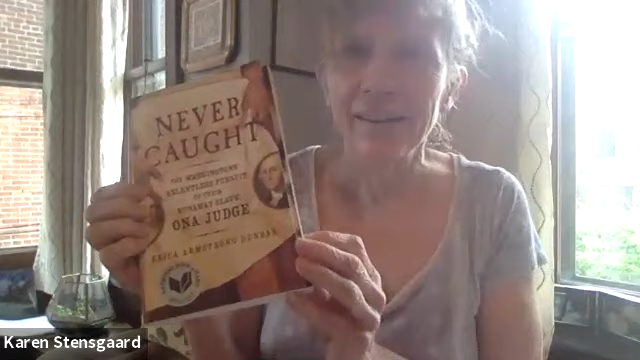 NEVER
CAUGHT
THE WASHINGTONS'
RELENTLESS PURSUIT
OF THEIR
RUNAWAY SLAVE
ONA JUDGE
ERICA ARMSTRONG DUNBAR
Karen Stensgaard